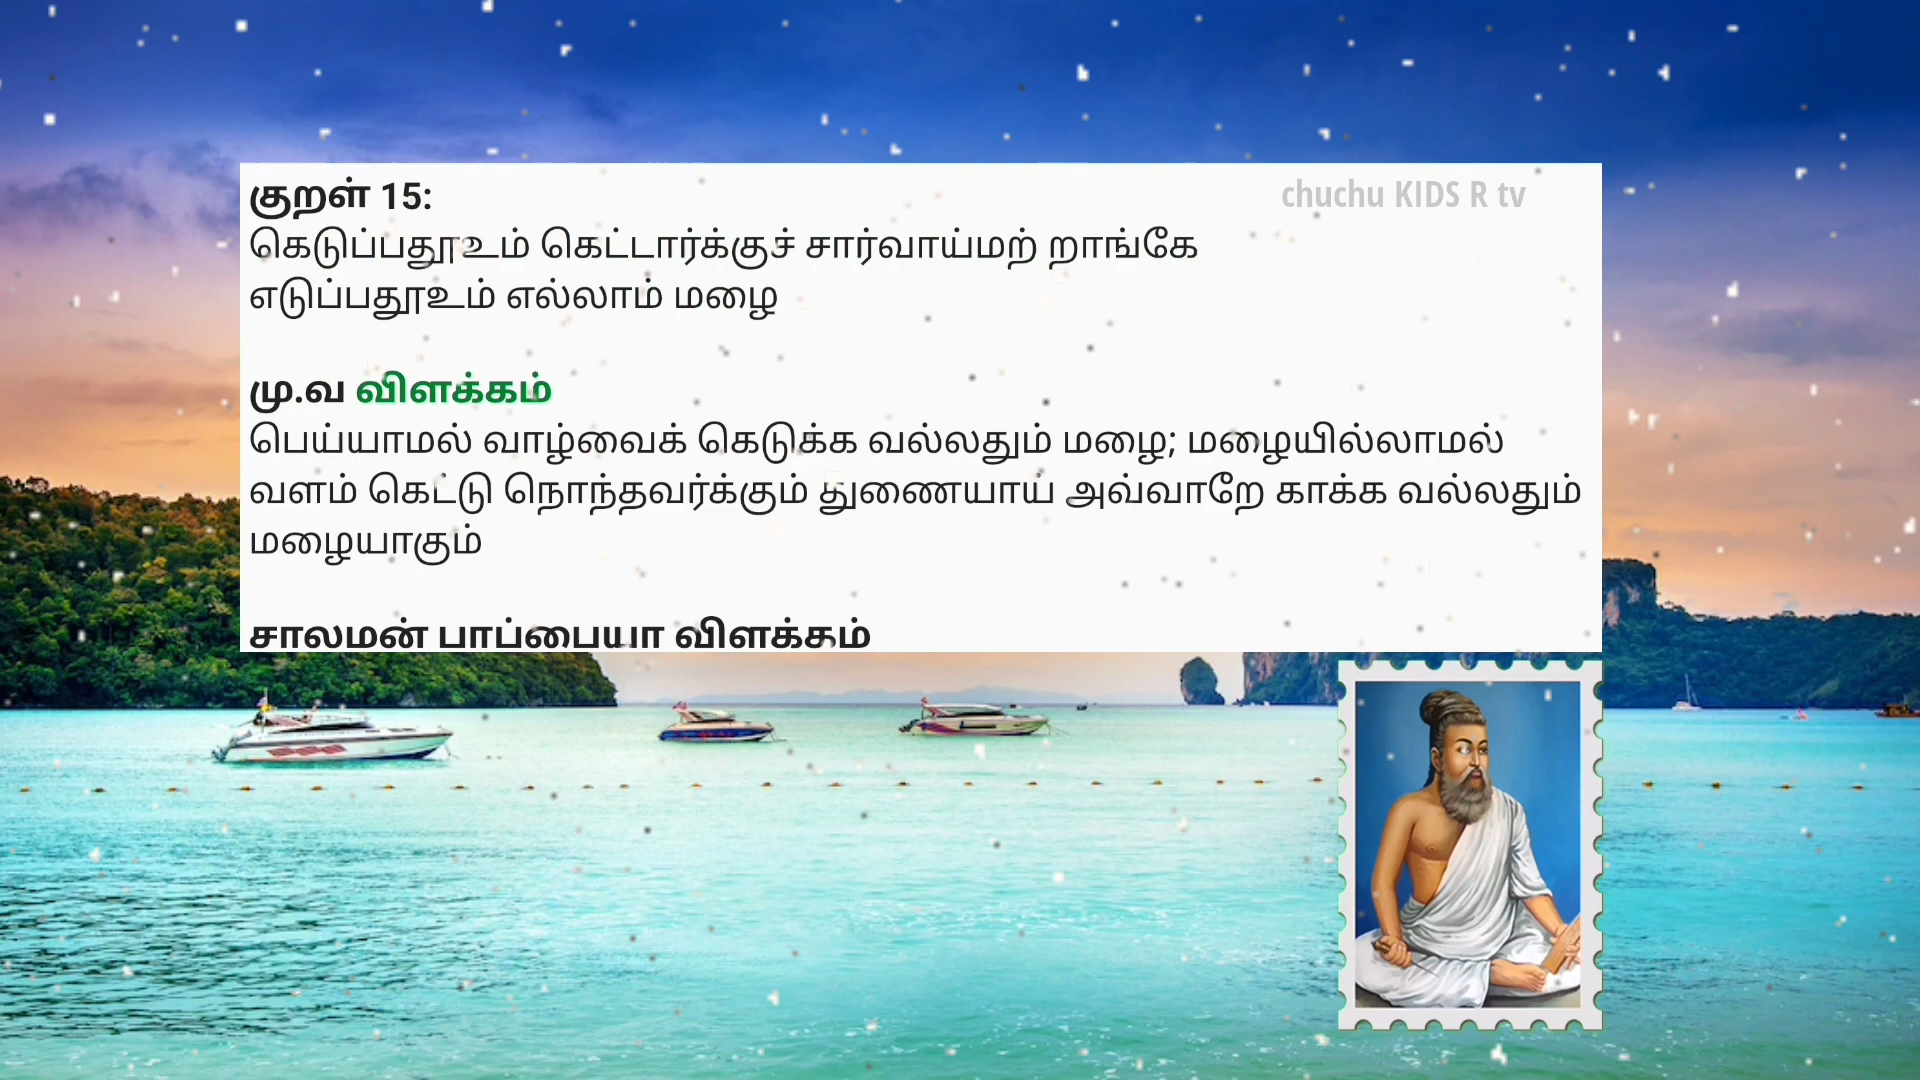 குறள் 15:
chuchu KIDS R tv
கெடுப்பதூஉம் கெட்டார்க்குச் சார்வாய்மற் றாங்கே
எடுப்பதூஉம் எல்லாம் மழை
மு.வ விளக்கம்
பெய்யாமல் வாழ்வைக் கெடுக்க வல்லதும் மழை; மழையில்லாமல்
வளம் கெட்டு நொந்தவர்க்கும் துணையாய் அவ்வாறே காக்க வல்லதும்
மழையாகும்
சாலமன் பாப்பையா விளக்கம்